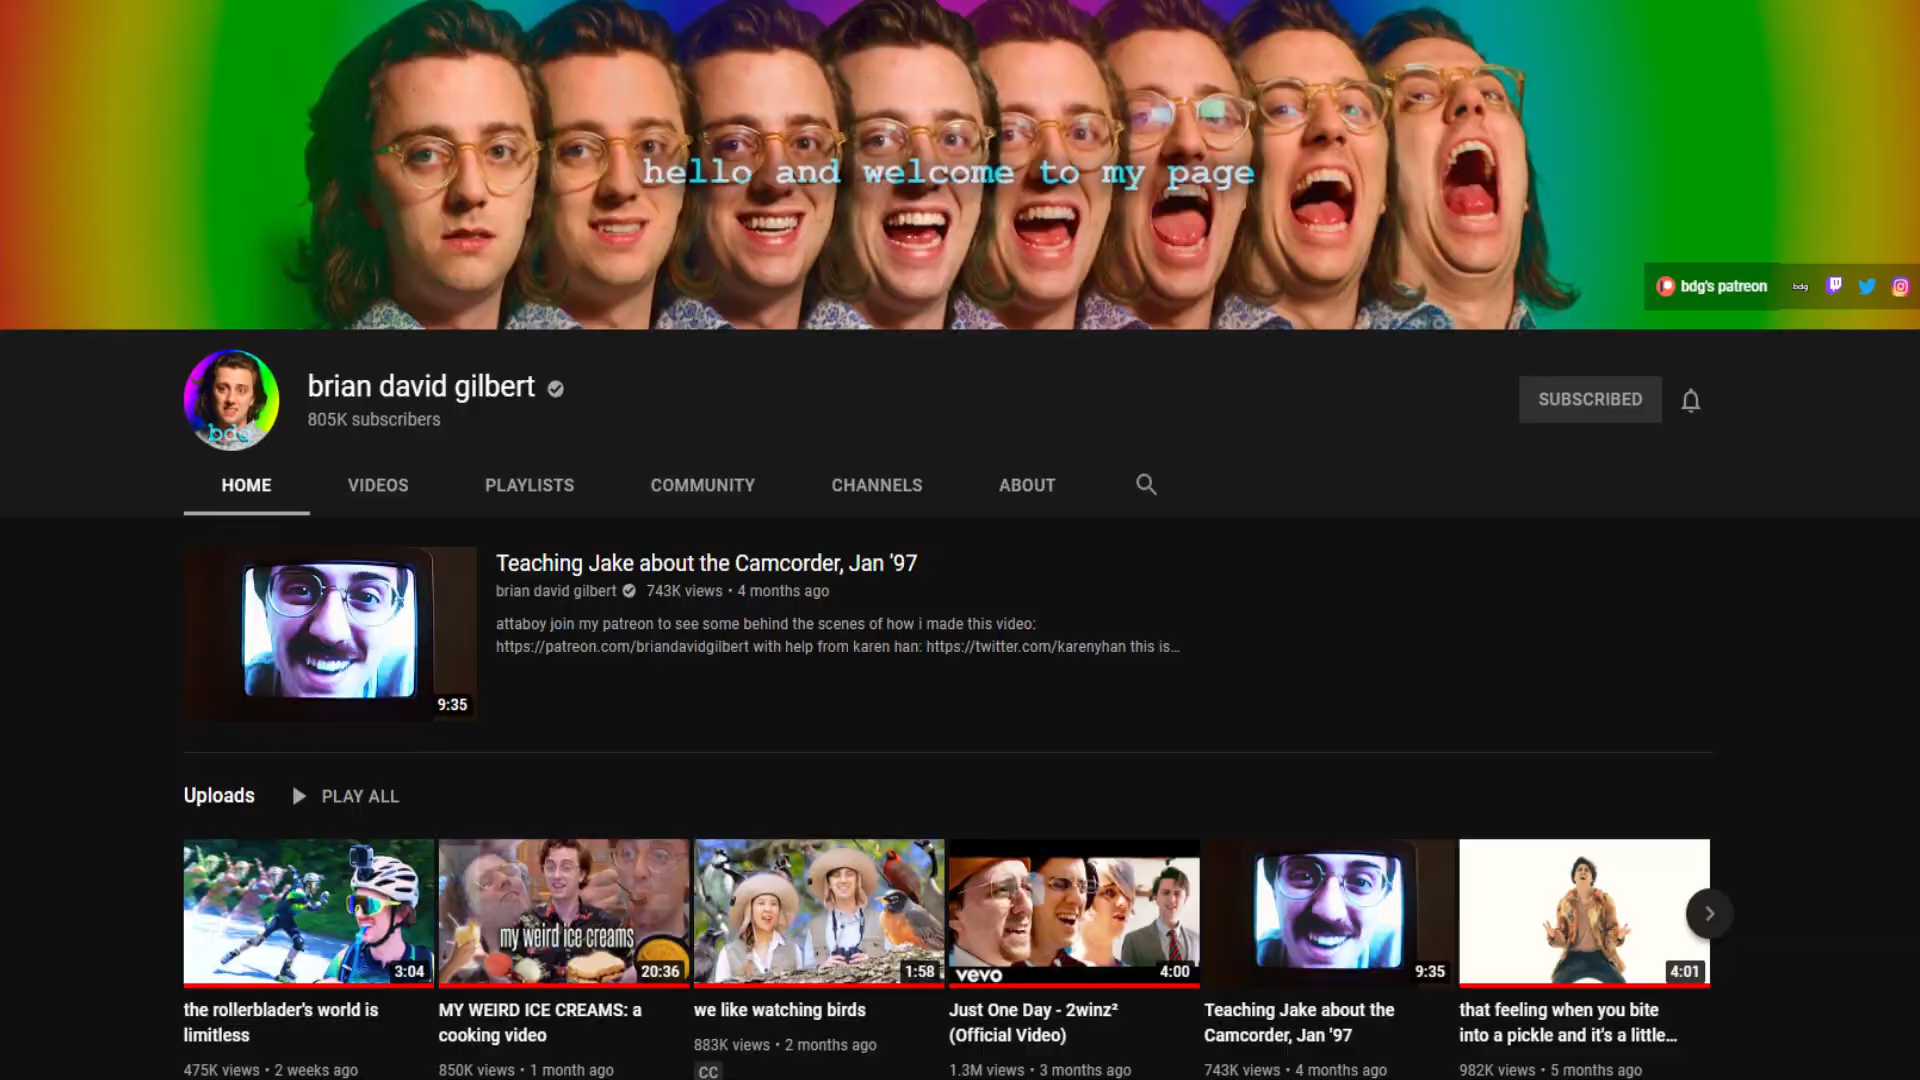 hello and welcome to my page
bdg's patreon
bdg
bdg
brian david gilbert
805K subscribers
SUBSCRIBED
HOME
VIDEOS
PLAYLISTS
COMMUNITY
CHANNELS
ABOUT
9:35
Teaching Jake about the Camcorder, Jan '97
brian david gilbert 743K views • 4 months ago
attaboy join my patreon to see some behind the scenes of how i made this video:
https://patreon.com/briandavidgilbert with help from karen han: https://twitter.com/karenyhan this is...
Uploads
PLAY ALL
3:04
the rollerblader's world is
limitless
475K views • 2 weeks ago
my weird ice creams
20:36
MY WEIRD ICE CREAMS: a
cooking video
850K views • 1 month ago
1:58
we like watching birds
883K views • 2 months ago
CC
vevo
4:00
Just One Day - 2winz²
(Official Video)
1.3M views • 3 months ago
9:35
Teaching Jake about the
Camcorder, Jan '97
743K views • 4 months ago
4:01
that feeling when you bite
into a pickle and it's a little...
982K views • 5 months ago